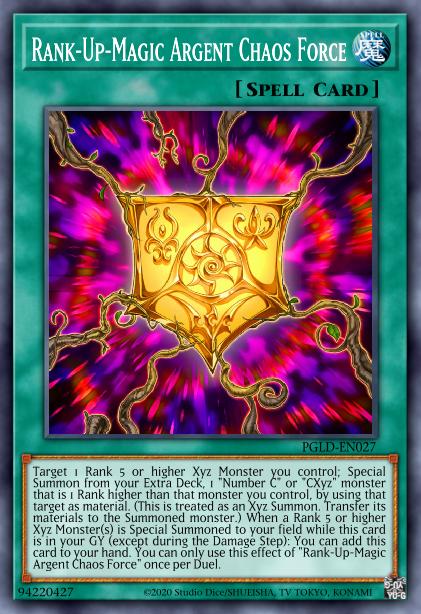 Rank-Up-Magic Argent Chaos Force
SPELL
魔
[ Spell Card ]
PGLD-EN027
Target 1 Rank 5 or higher Xyz Monster you control; Special
Summon from your Extra Deck, 1 "Number C" or "CXyz" monster
that is 1 Rank higher than that monster you control, by using that
target as material. (This is treated as an Xyz Summon. Transfer its
materials to the Summoned monster.) When a Rank 5 or higher
Xyz Monster(s) is Special Summoned to your field while this card
is in your GY (except during the Damage Step): You can add this
card to your hand. You can only use this effect of "Rank-Up-Magic
Argent Chaos Force" once per Duel.
94220427
©2020 Studio Dice/SHUEISHA, TV TOKYO, KONAMI